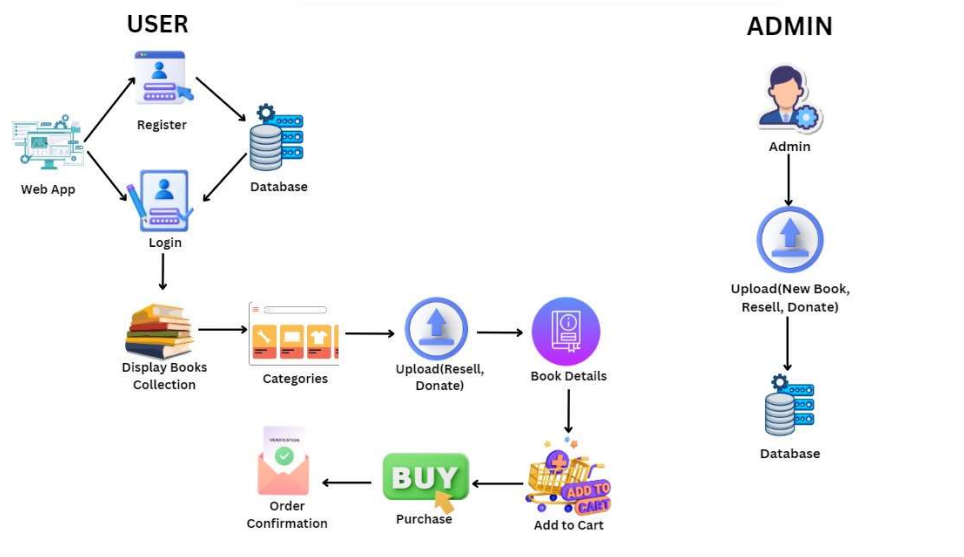 USER
ADMIN
Register
Web App
Database
Login
Admin
Upload(New Book,
Resell, Donate)
Display Books
Collection
Categories
Upload(Resell,
Donate)
Book Details
Database
VERIFICATION
Order
Confirmation
BUY
Purchase
ADD TO
CART
Add to Cart